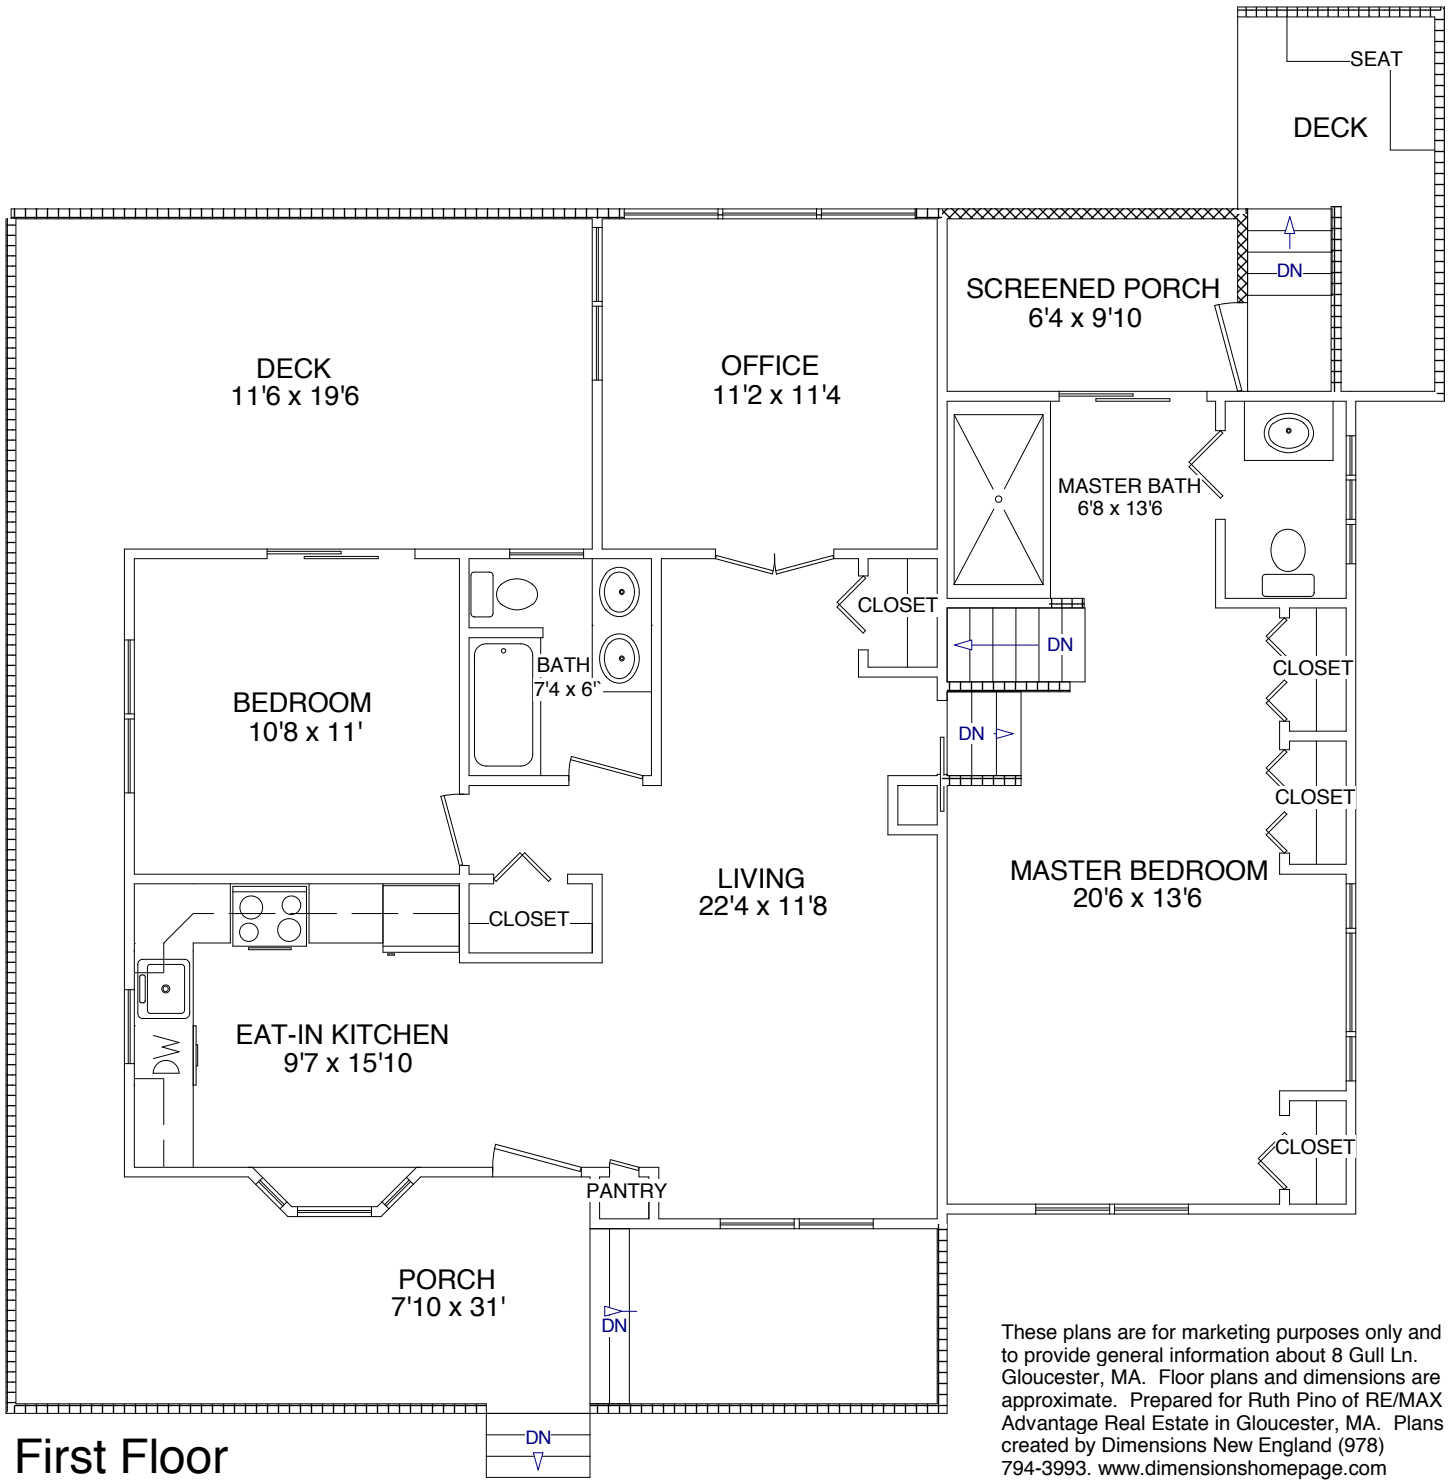 SEAT
DECK
DN
SCREENED PORCH
6'4 x 9'10
DECK
11'6 x 19'6
OFFICE
11'2 x 11'4
MASTER BATH
6'8 x 13'6
CLOSET
DN
BATH
7'4 x 6'
CLOSET
BEDROOM
10'8 x 11'
DN
CLOSET
LIVING
22'4 x 11'8
MASTER BEDROOM
20'6 x 13'6
CLOSET
EAT-IN KITCHEN
9'7 x 15'10
DW
CLOSET
PANTRY
PORCH
7'10 x 31'
DN
DN
First Floor
These plans are for marketing purposes only and
to provide general information about 8 Gull Ln.
Gloucester, MA. Floor plans and dimensions are
approximate. Prepared for Ruth Pino of RE/MAX
Advantage Real Estate in Gloucester, MA. Plans
created by Dimensions New England (978)
794-3993. www.dimensionshomepage.com